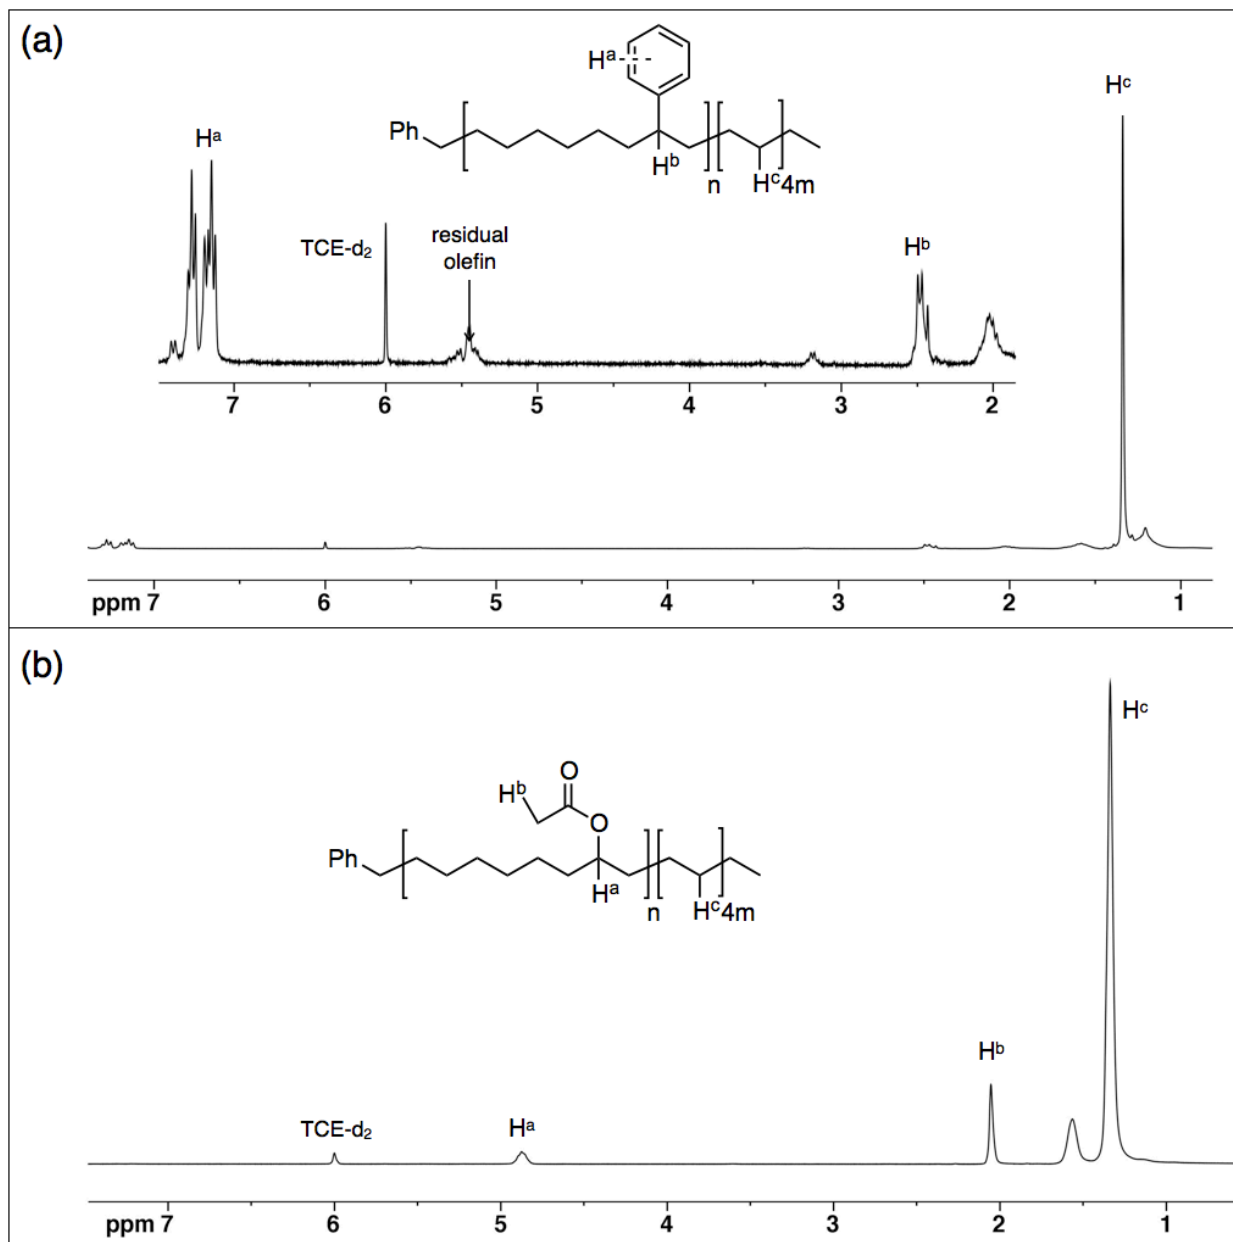 (a)
Hᵃ
Hᶜ
Ph
Hᵃ
Hᵇ
n
Hᶜ4m
TCE-d₂
residual
olefin
Hᵇ
7 6 5 4 3 2
ppm 7 6 5 4 3 2 1
(b)
Hᶜ
O
Hᵇ
O
Ph
Hᵃ
n
Hᶜ4m
Hᵇ
TCE-d₂
Hᵃ
ppm 7 6 5 4 3 2 1